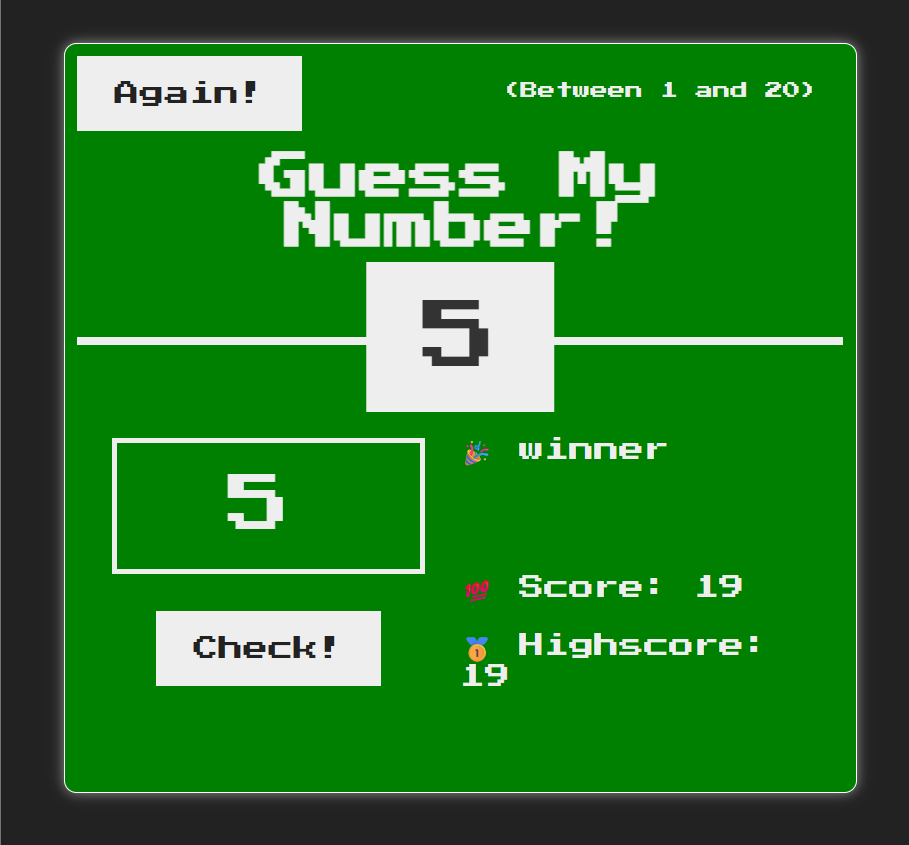 Again!
(Between 1 and 20)
Guess My
Number!
5
5
🎉 winner
💯 Score: 19
Check!
🥇 Highscore:
19